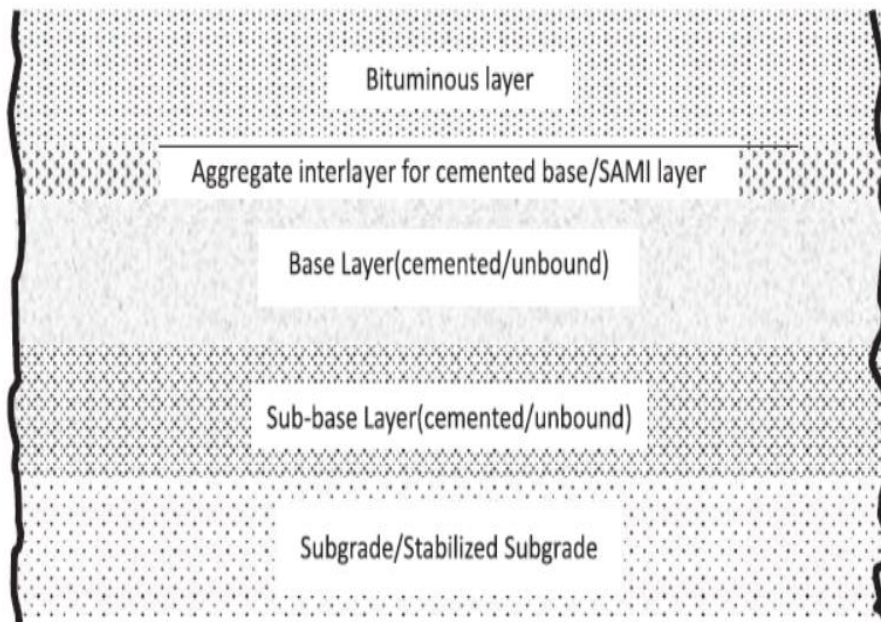 Bituminous layer
Aggregate interlayer for cemented base/SAMI layer
Base Layer(cemented/unbound)
Sub-base Layer(cemented/unbound)
Subgrade/Stabilized Subgrade